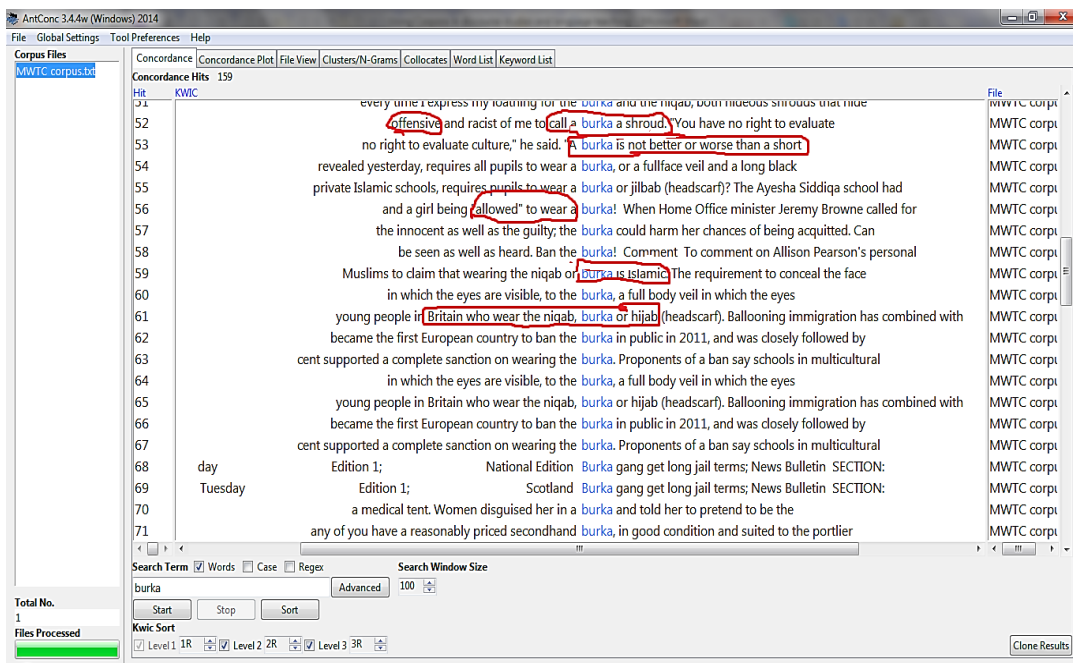 AntConc 3.4.4w (Windows) 2014
File Global Settings Tool Preferences Help
Corpus Files
MWTC corpus.txt
Concordance Concordance Plot File View Clusters/N-Grams Collocates Word List Keyword List
Concordance Hits 159
Hit KWIC File
51 every time I express my loathing for the burka and the niqab, both hideous shrouds that hide MWTC corpu
52 offensive and racist of me to call a burka a shroud. "You have no right to evaluate MWTC corpu
53 no right to evaluate culture," he said. "A burka is not better or worse than a short MWTC corpu
54 revealed yesterday, requires all pupils to wear a burka, or a fullface veil and a long black MWTC corpu
55 private Islamic schools, requires pupils to wear a burka or jilbab (headscarf)? The Ayesha Siddiqa school had MWTC corpu
56 and a girl being "allowed" to wear a burka! When Home Office minister Jeremy Browne called for MWTC corpu
57 the innocent as well as the guilty; the burka could harm her chances of being acquitted. Can MWTC corpu
58 be seen as well as heard. Ban the burka! Comment To comment on Allison Pearson's personal MWTC corpu
59 Muslims to claim that wearing the niqab or burka is Islamic. The requirement to conceal the face MWTC corpu
60 in which the eyes are visible, to the burka, a full body veil in which the eyes MWTC corpu
61 young people in Britain who wear the niqab, burka or hijab (headscarf). Ballooning immigration has combined with MWTC corpu
62 became the first European country to ban the burka in public in 2011, and was closely followed by MWTC corpu
63 cent supported a complete sanction on wearing the burka. Proponents of a ban say schools in multicultural MWTC corpu
64 in which the eyes are visible, to the burka, a full body veil in which the eyes MWTC corpu
65 young people in Britain who wear the niqab, burka or hijab (headscarf). Ballooning immigration has combined with MWTC corpu
66 became the first European country to ban the burka in public in 2011, and was closely followed by MWTC corpu
67 cent supported a complete sanction on wearing the burka. Proponents of a ban say schools in multicultural MWTC corpu
68 day Edition 1; National Edition Burka gang get long jail terms; News Bulletin SECTION: MWTC corpu
69 Tuesday Edition 1; Scotland Burka gang get long jail terms; News Bulletin SECTION: MWTC corpu
70 a medical tent. Women disguised her in a burka and told her to pretend to be the MWTC corpu
71 any of you have a reasonably priced secondhand burka, in good condition and suited to the portlier MWTC corpu
Search Term Words Case Regex Search Window Size
burka Advanced 100
Start Stop Sort
Kwic Sort
Level 1 1R Level 2 2R Level 3 3R
Total No.
1
Files Processed
Clone Results